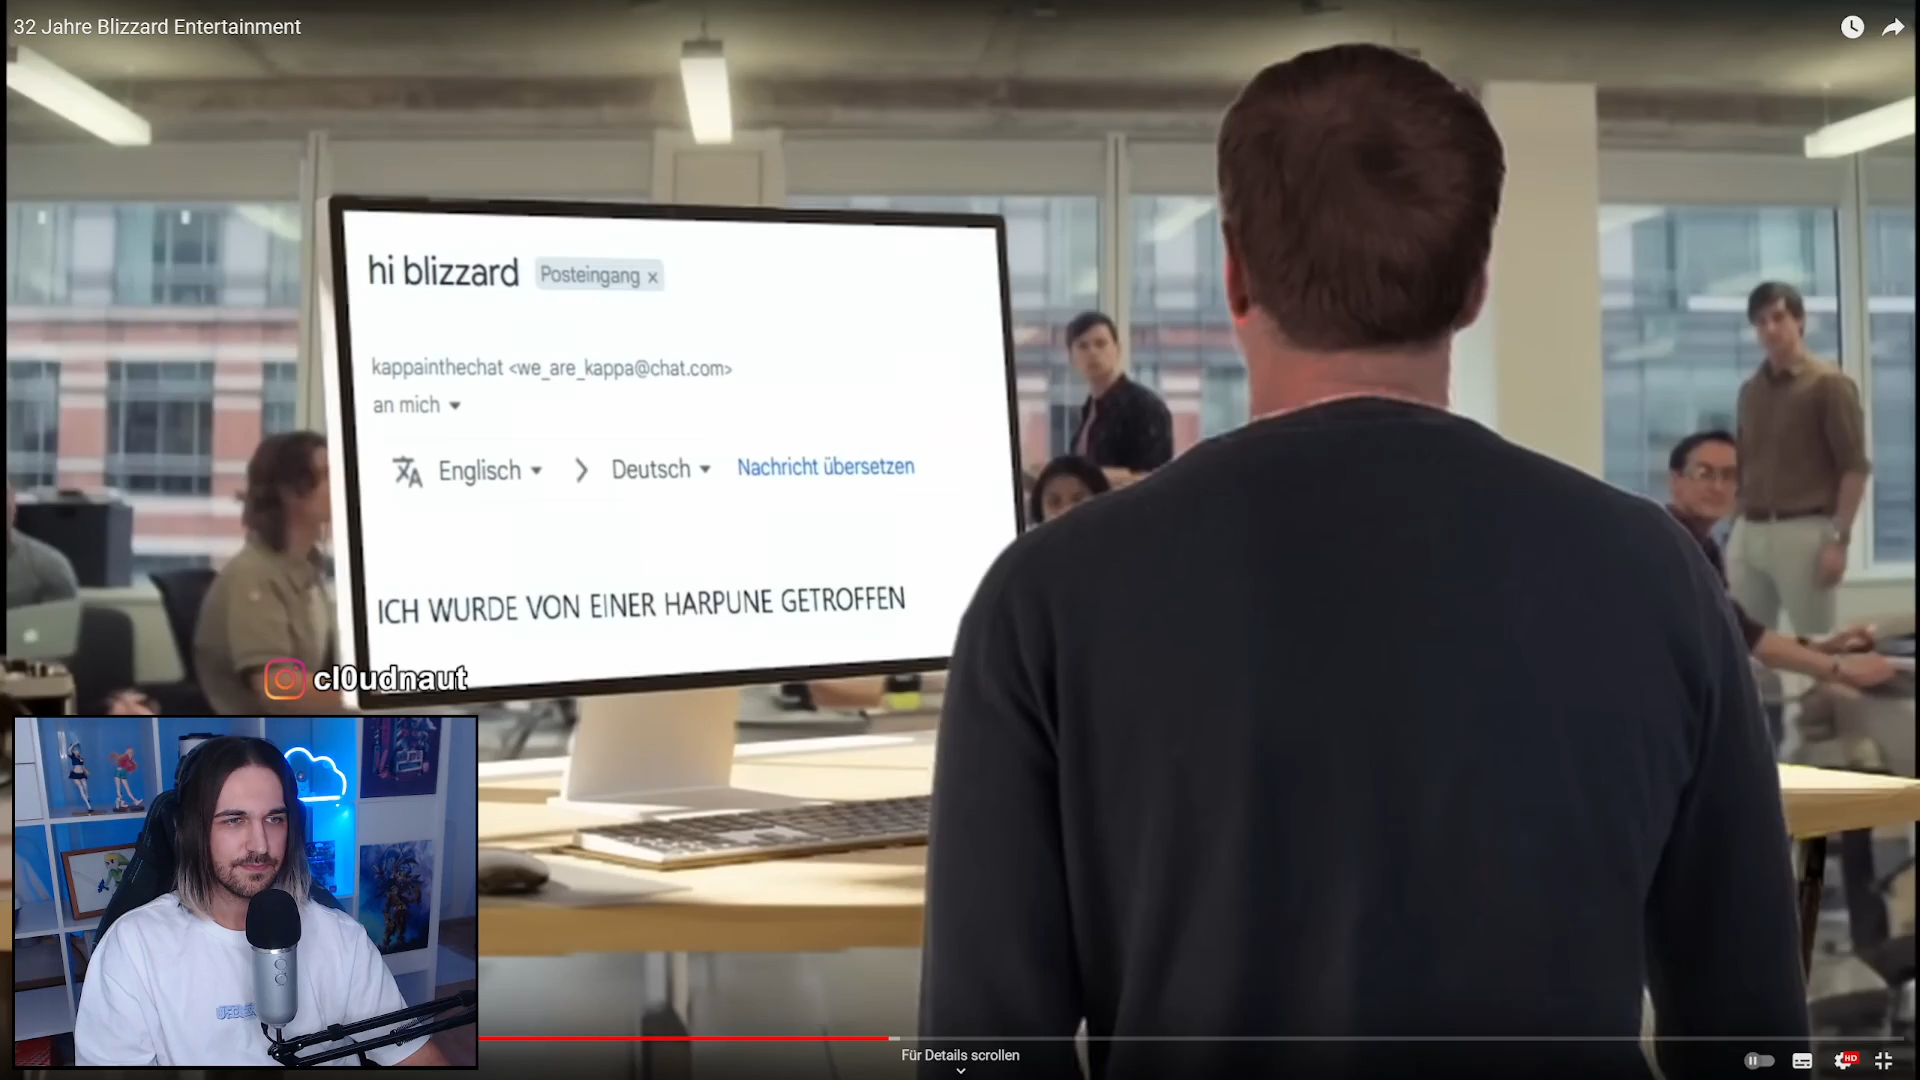 32 Jahre Blizzard Entertainment
hi blizzard Posteingang ×
kappainthechat <we_are_kappa@chat.com>
an mich
Englisch > Deutsch Nachricht übersetzen
ICH WURDE VON EINER HARPUNE GETROFFEN
cl0udnaut
Für Details scrollen
HD